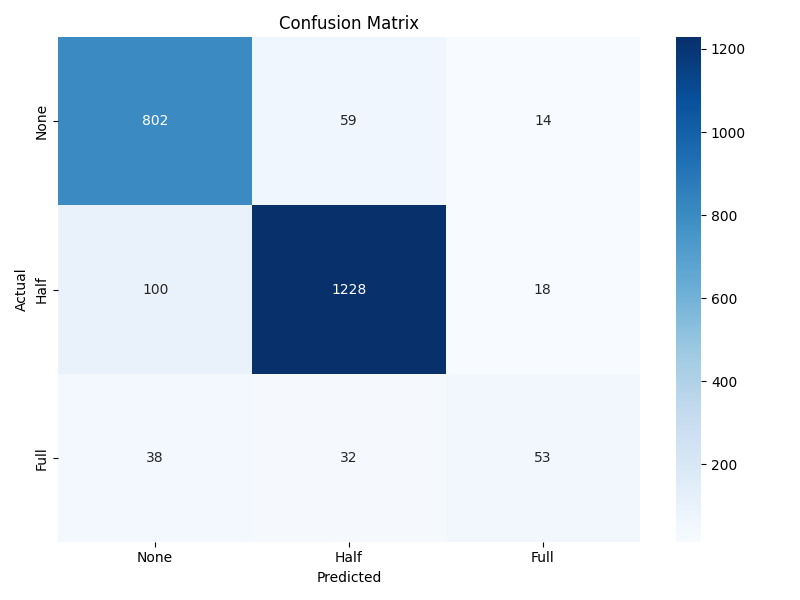 Confusion Matrix
None
802
59
14
Actual
Half
100
1228
18
Full
38
32
53
None
Half
Full
Predicted
1200
1000
800
600
400
200